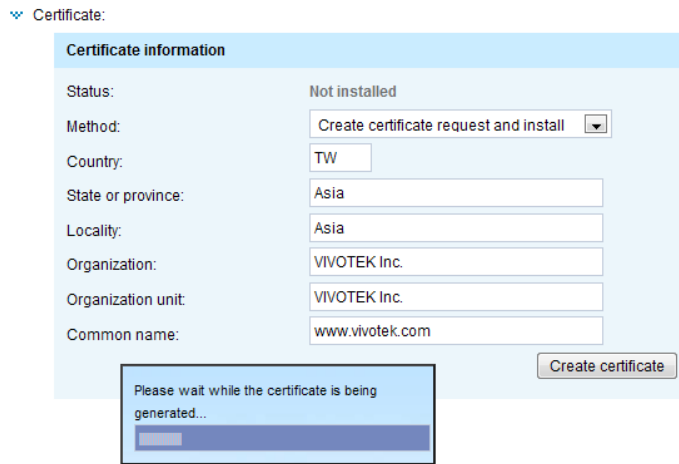 Certificate:
Certificate information
Status: Not installed
Method: Create certificate request and install
Country: TW
State or province: Asia
Locality: Asia
Organization: VIVOTEK Inc.
Organization unit: VIVOTEK Inc.
Common name: www.vivotek.com
Create certificate
Please wait while the certificate is being
generated...